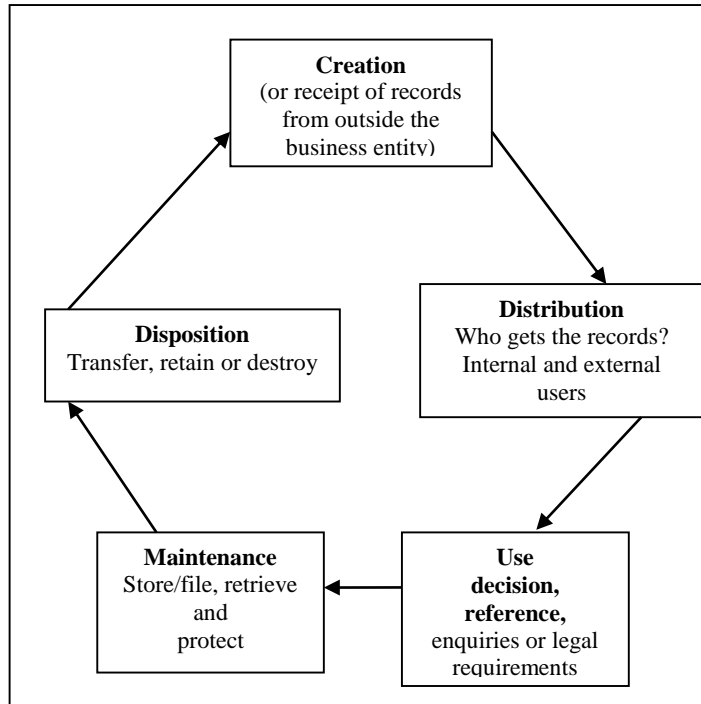 Creation
(or receipt of records
from outside the
business entity)
Distribution
Who gets the records?
Internal and external
users
Use
decision,
reference,
enquiries or legal
requirements
Maintenance
Store/file, retrieve
and
protect
Disposition
Transfer, retain or destroy